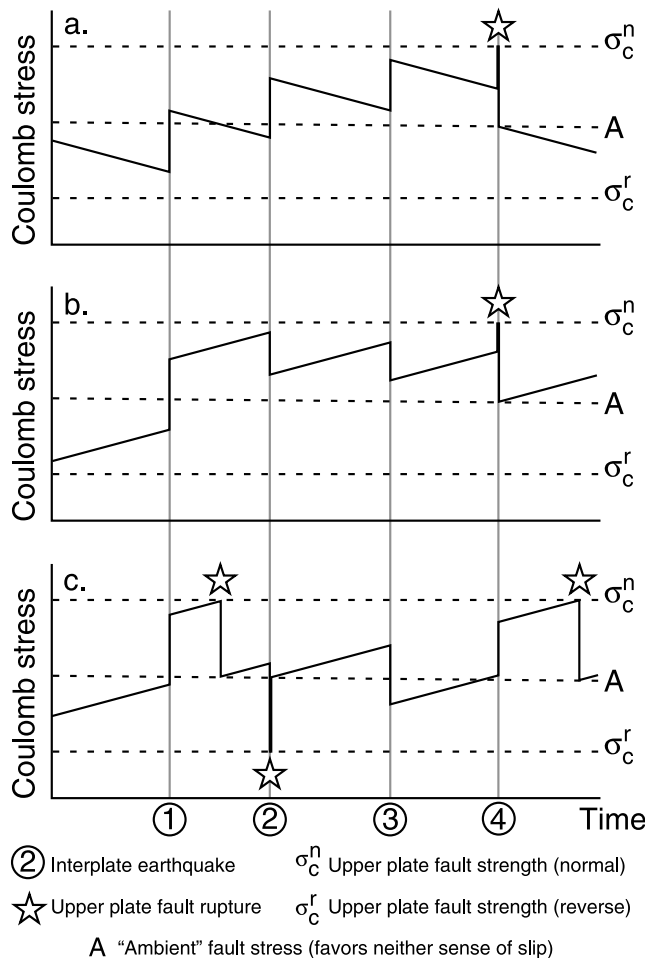 a.
Coulomb stress
σcn
A
σcr
b.
Coulomb stress
σcn
A
σcr
c.
Coulomb stress
σcn
A
σcr
1 2 3 4 Time
2 Interplate earthquake σcn Upper plate fault strength (normal)
Upper plate fault rupture σcr Upper plate fault strength (reverse)
A “Ambient” fault stress (favors neither sense of slip)